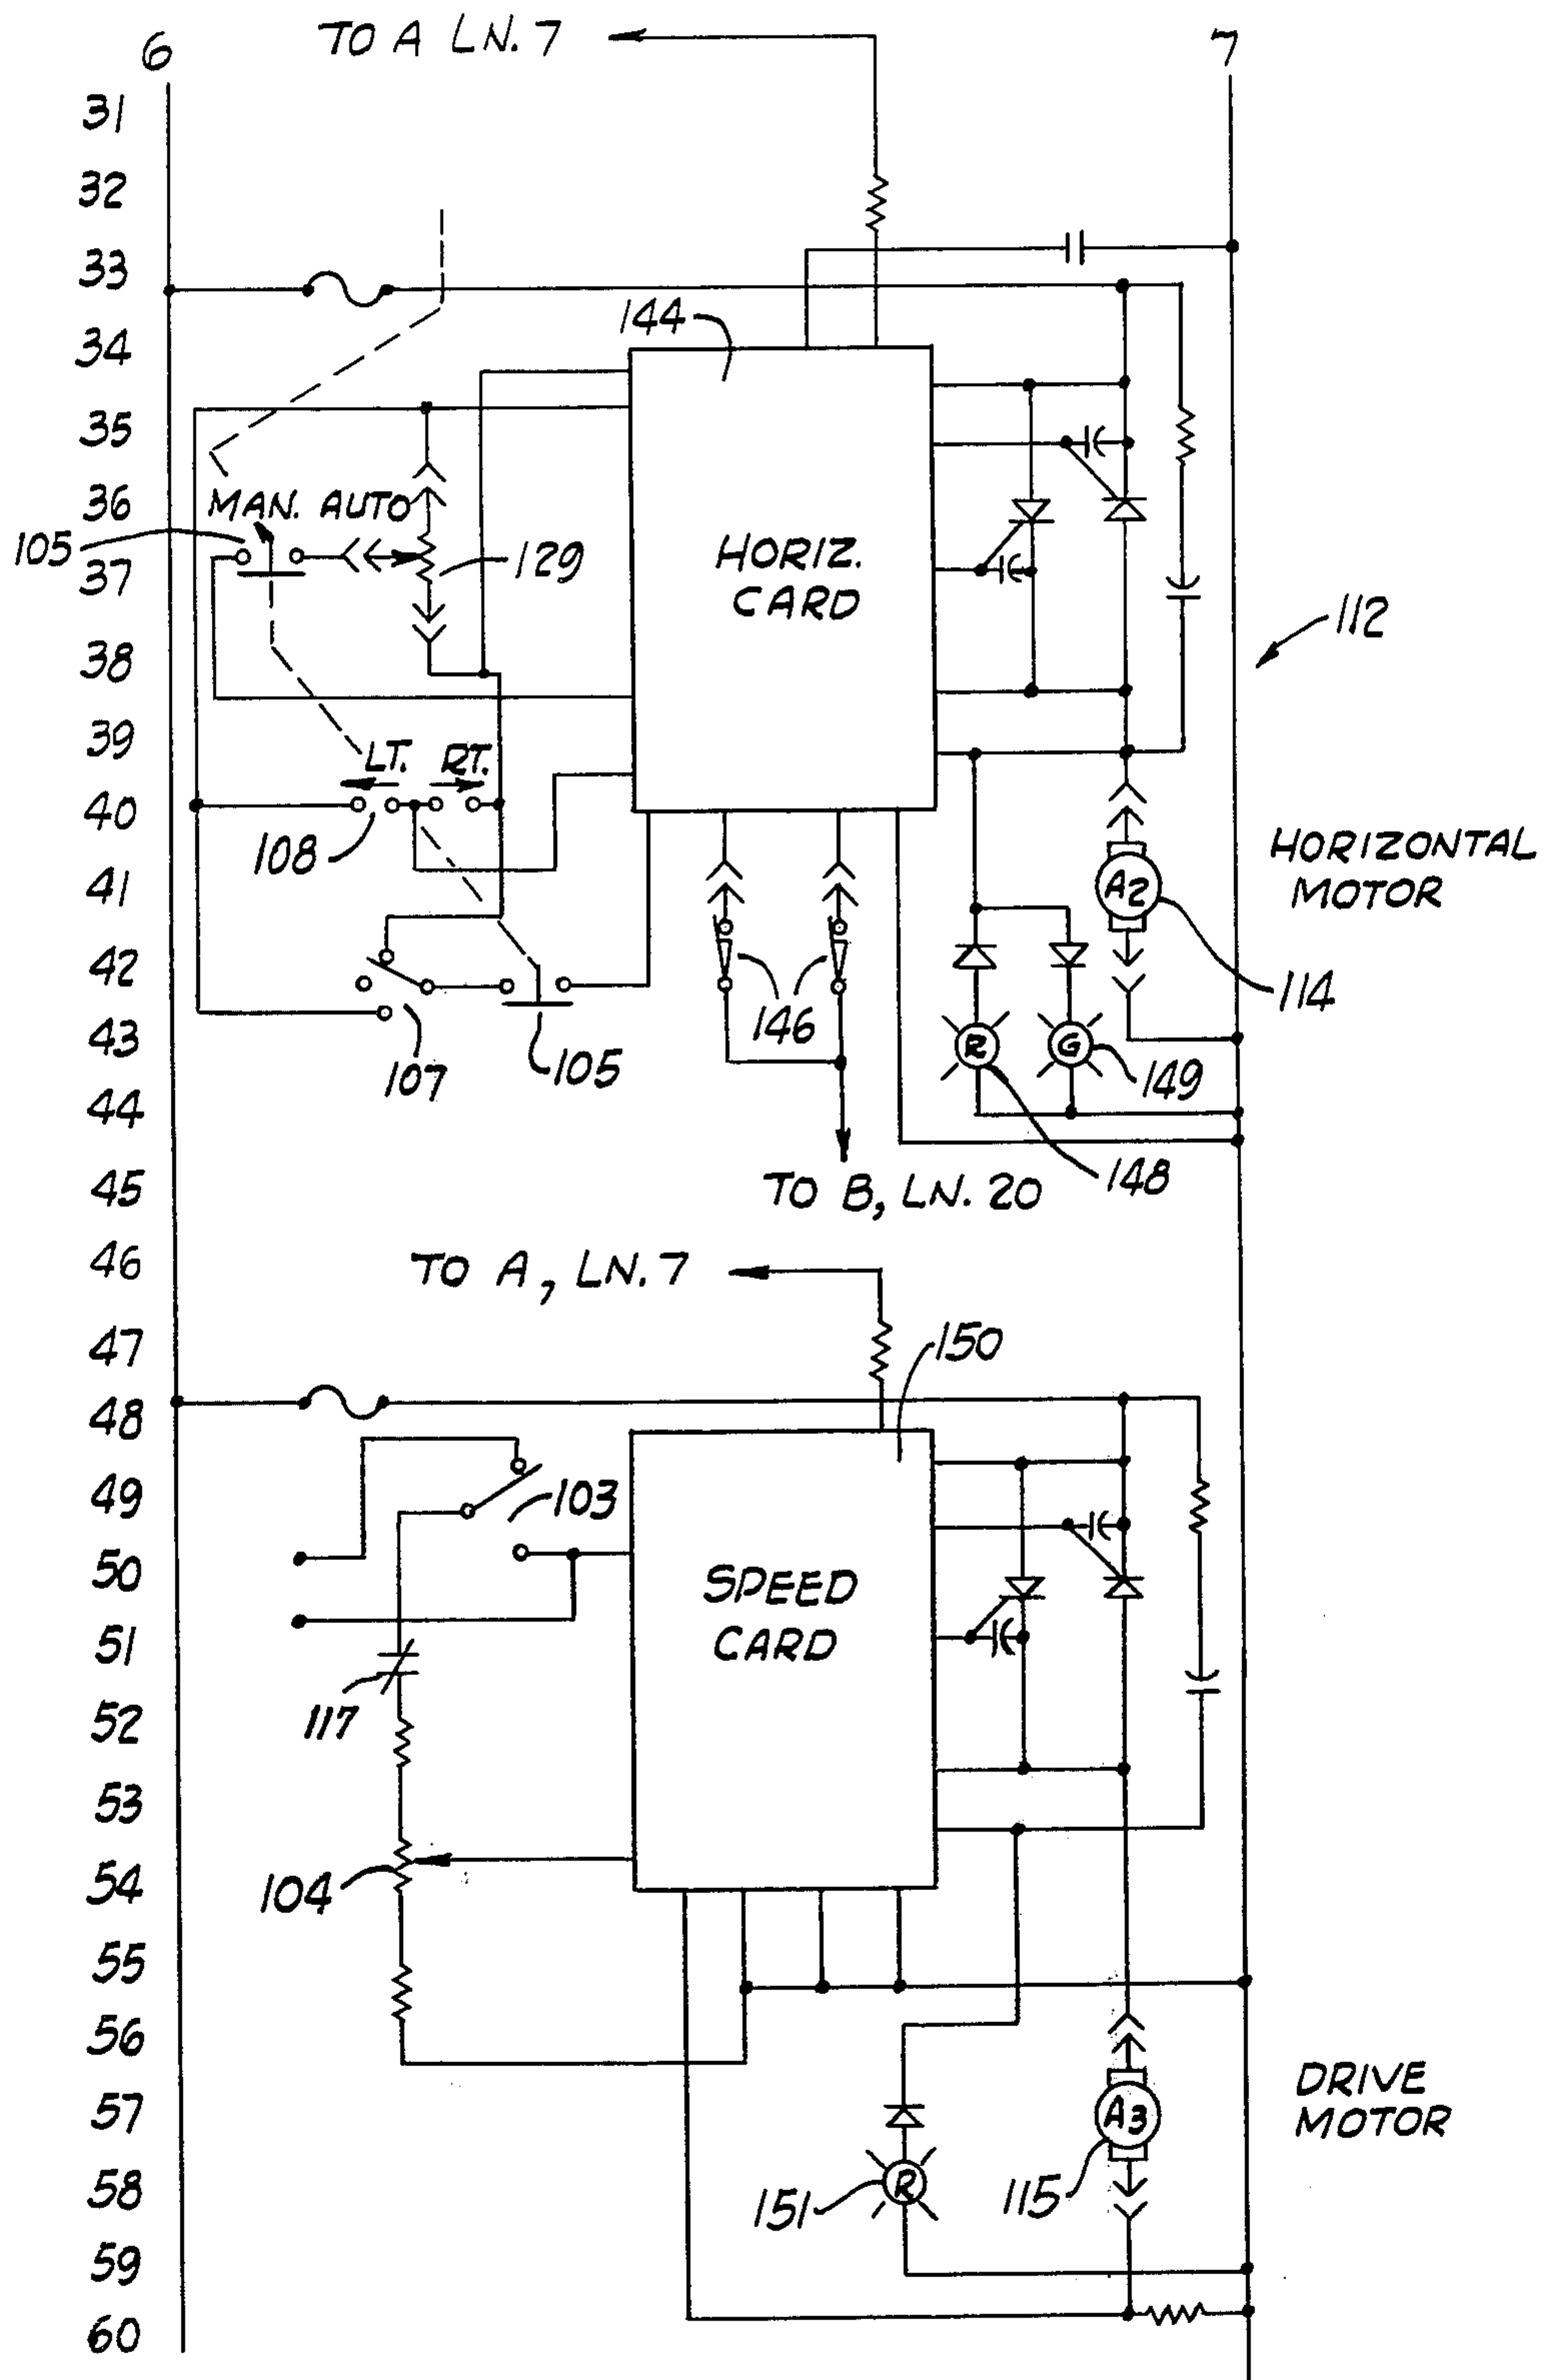 6
TO A LN. 7
7
31
32
33
34
144
35
36
MAN. AUTO
105
37
129
HORIZ.
CARD
112
38
39
LT. RT.
40
108
HORIZONTAL
MOTOR
41
A2
42
114
146
43
R
G
107
105
149
44
148
45
TO B, LN. 20
46
TO A, LN. 7
47
150
48
49
103
50
SPEED
CARD
51
117
52
53
54
104
55
56
DRIVE
MOTOR
57
A3
58
R
151
115
59
60